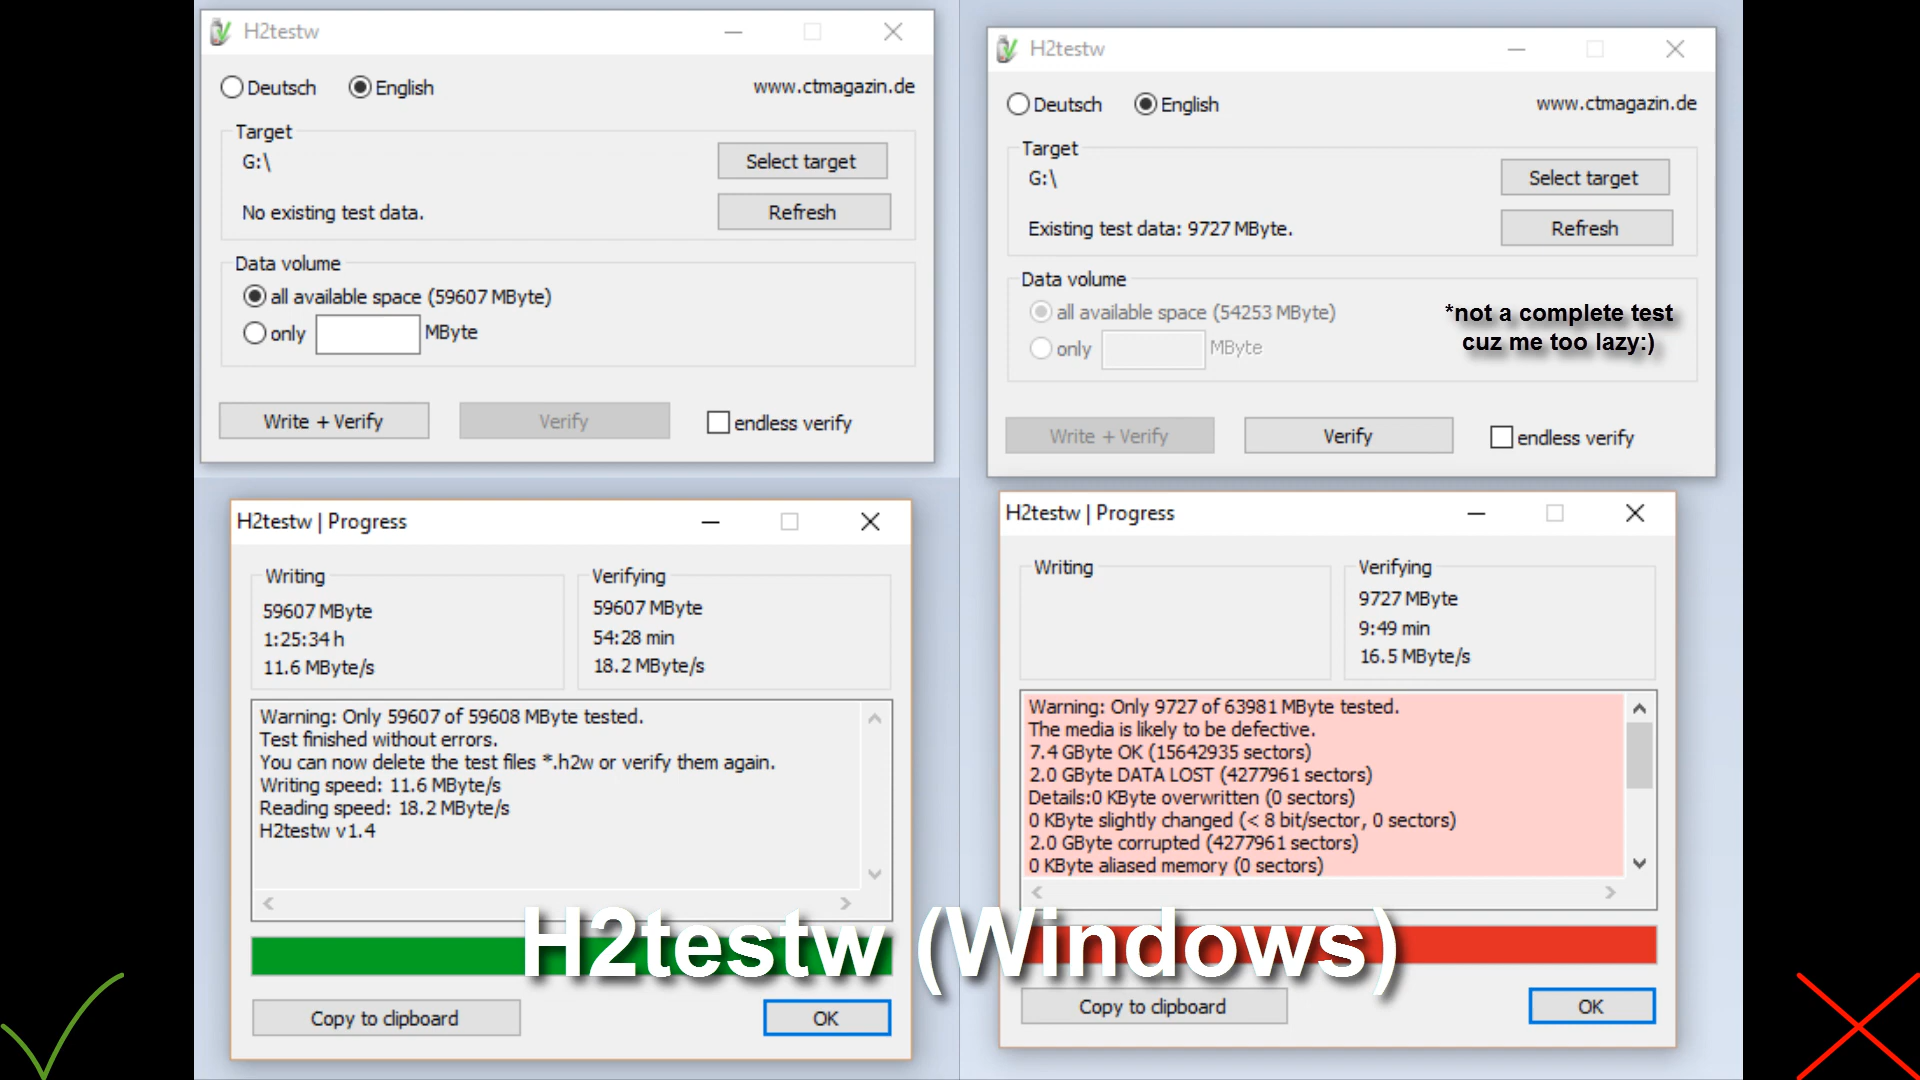 H2testw
Deutsch English www.ctmagazin.de
Target
G:\ Select target
No existing test data. Refresh
Data volume
all available space (59607 MByte)
only MByte
Write + Verify Verify endless verify
H2testw
Deutsch English www.ctmagazin.de
Target
G:\ Select target
Existing test data: 9727 MByte. Refresh
Data volume
all available space (54253 MByte)
only MByte
*not a complete test
cuz me too lazy:)
Write + Verify Verify endless verify
H2testw | Progress
Writing
59607 MByte
1:25:34 h
11.6 MByte/s
Verifying
59607 MByte
54:28 min
18.2 MByte/s
Warning: Only 59607 of 59608 MByte tested.
Test finished without errors.
You can now delete the test files *.h2w or verify them again.
Writing speed: 11.6 MByte/s
Reading speed: 18.2 MByte/s
H2testw v1.4
Copy to clipboard OK
H2testw | Progress
Writing
Verifying
9727 MByte
9:49 min
16.5 MByte/s
Warning: Only 9727 of 63981 MByte tested.
The media is likely to be defective.
7.4 GByte OK (15642935 sectors)
2.0 GByte DATA LOST (4277961 sectors)
Details:0 KByte overwritten (0 sectors)
0 KByte slightly changed (< 8 bit/sector, 0 sectors)
2.0 GByte corrupted (4277961 sectors)
0 KByte aliased memory (0 sectors)
Copy to clipboard OK
H2testw (Windows)